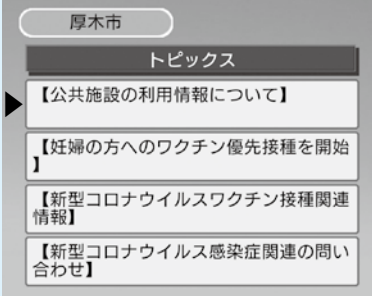 厚木市
トピックス
【公共施設の利用情報について】
【妊婦の方へのワクチン優先接種を開始
】
【新型コロナウイルスワクチン接種関連
情報】
【新型コロナウイルス感染症関連の問い
合わせ】